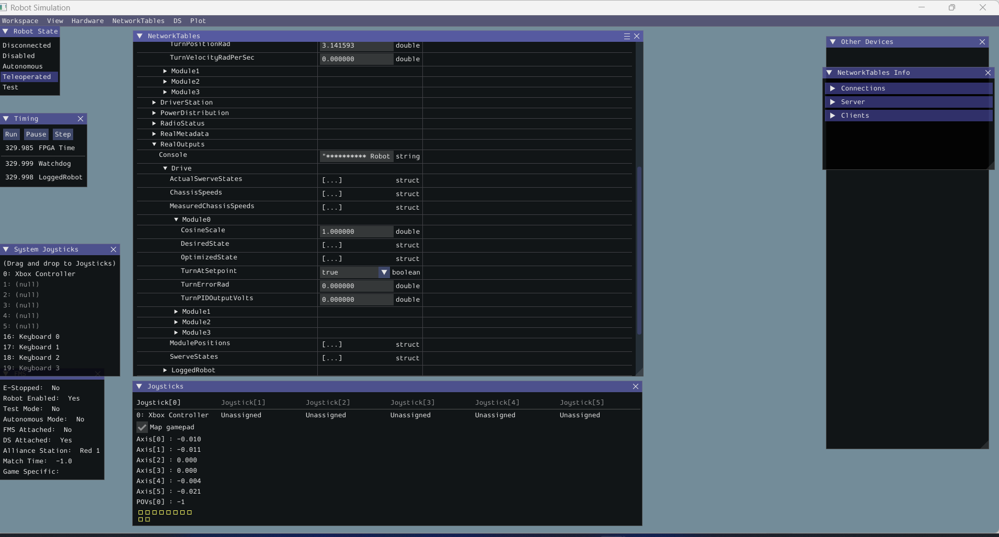 Robot Simulation
Workspace View Hardware NetworkTables DS Plot
Robot State
Disconnected
Disabled
Autonomous
Teleoperated
Test
Timing
Run Pause Step
329.985 FPGA Time
329.999 Watchdog
329.998 LoggedRobot
System Joysticks
(Drag and drop to Joysticks)
0: Xbox Controller
1: (null)
2: (null)
3: (null)
4: (null)
5: (null)
16: Keyboard 0
17: Keyboard 1
18: Keyboard 2
19: Keyboard 3
FMS
E-Stopped: No
Robot Enabled: Yes
Test Mode: No
Autonomous Mode: No
FMS Attached: No
DS Attached: Yes
Alliance Station: Red 1
Match Time: -1.0
Game Specific:
NetworkTables
TurnPositionRad 3.141593 double
TurnVelocityRadPerSec 0.000000 double
Module1
Module2
Module3
DriverStation
PowerDistribution
RadioStatus
RealMetadata
RealOutputs
Console "********** Robot string
Drive
ActualSwerveStates [...] struct
ChassisSpeeds [...] struct
MeasuredChassisSpeeds [...] struct
Module0
CosineScale 1.000000 double
DesiredState [...] struct
OptimizedState [...] struct
TurnAtSetpoint true boolean
TurnErrorRad 0.000000 double
TurnPIDOutputVolts 0.000000 double
Module1
Module2
Module3
ModulePositions [...] struct
SwerveStates [...] struct
LoggedRobot
Joysticks
Joystick[0] Joystick[1] Joystick[2] Joystick[3] Joystick[4] Joystick[5]
0: Xbox Controller Unassigned Unassigned Unassigned Unassigned Unassigned
Map gamepad
Axis[0] : -0.010
Axis[1] : -0.011
Axis[2] : 0.000
Axis[3] : 0.000
Axis[4] : -0.004
Axis[5] : -0.021
POVs[0] : -1
Other Devices
NetworkTables Info
Connections
Server
Clients